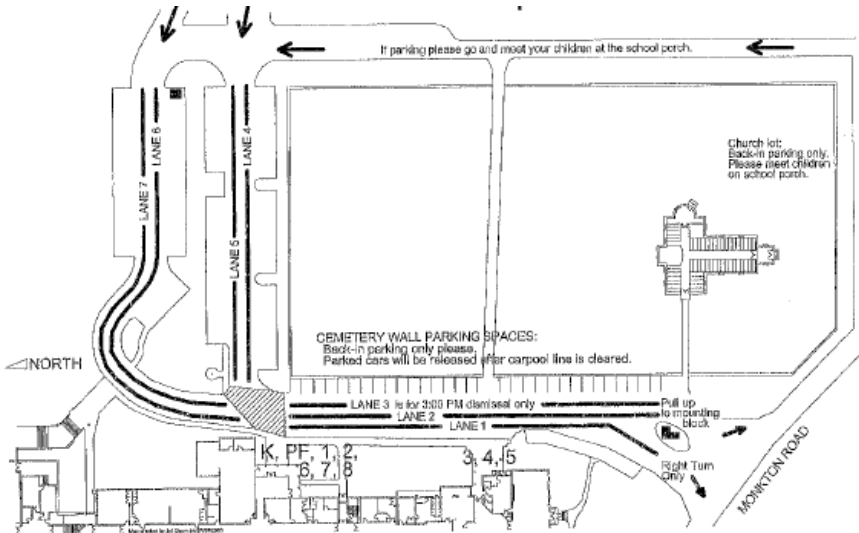 If parking please go and meet your children at the school porch.
LANE 6
LANE 7
LANE 4
LANE 5
Church lot:
Back-in parking only.
Please meet children
on school porch.
CEMETERY WALL PARKING SPACES:
Back-in parking only please.
Parked cars will be released after carpool line is cleared.
NORTH
LANE 3 is for 3:00 PM dismissal only
LANE 2
LANE 1
Pull up
to mounting
block
K, PF, 1, 2,
6, 7, 8
3, 4, 5
Right Turn
Only
MONKTON ROAD